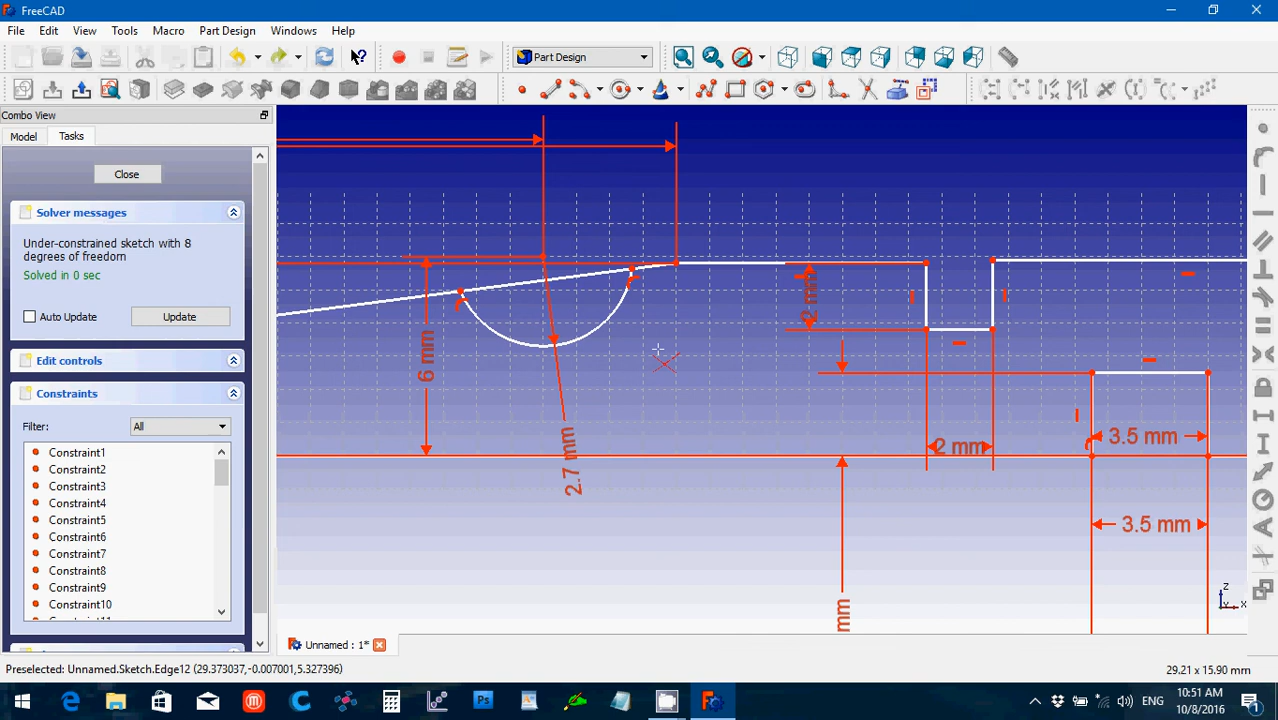 FreeCAD
File Edit View Tools Macro Part Design Windows Help
Part Design
Combo View
Model Tasks
Close
Solver messages
Under-constrained sketch with 8
degrees of freedom
Solved in 0 sec
Auto Update Update
Edit controls
Constraints
Filter: All
Constraint1
Constraint2
Constraint3
Constraint4
Constraint5
Constraint6
Constraint7
Constraint8
Constraint9
Constraint10
6 mm
2.7 mm
2 mm
2 mm
3.5 mm
3.5 mm
mm
Z
Y X
Unnamed : 1*
Preselected: Unnamed.Sketch.Edge12 (29.373037,-0.007001,5.327396) 29.21 x 15.90 mm
ENG 10:51 AM
10/8/2016